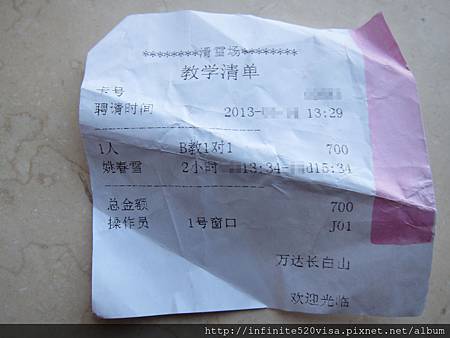 ********滑雪场********
教学清单
卡号
聘请时间 2013- 13:29
1人 B教1对1 700
姚春雪 2小时 13:34- d15:34
总金额 700
操作员 1号窗口 J01
万达长白山
欢迎光临
http://infinite520visa.pixnet.net/album